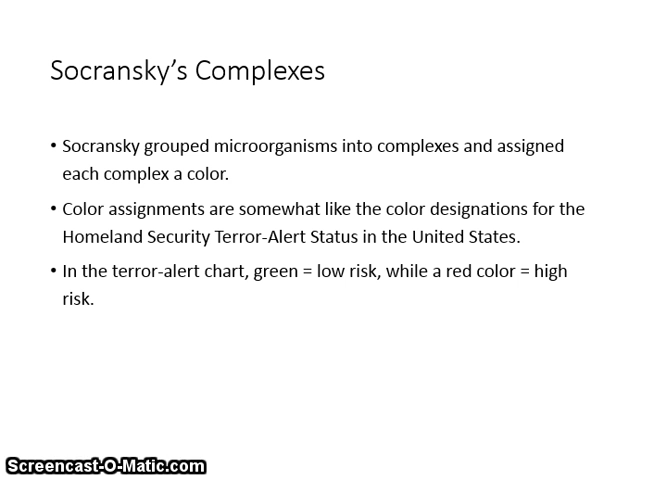 Socransky’s Complexes
• Socransky grouped microorganisms into complexes and assigned
each complex a color.
• Color assignments are somewhat like the color designations for the
Homeland Security Terror-Alert Status in the United States.
• In the terror-alert chart, green = low risk, while a red color = high
risk.
Screencast-O-Matic.com